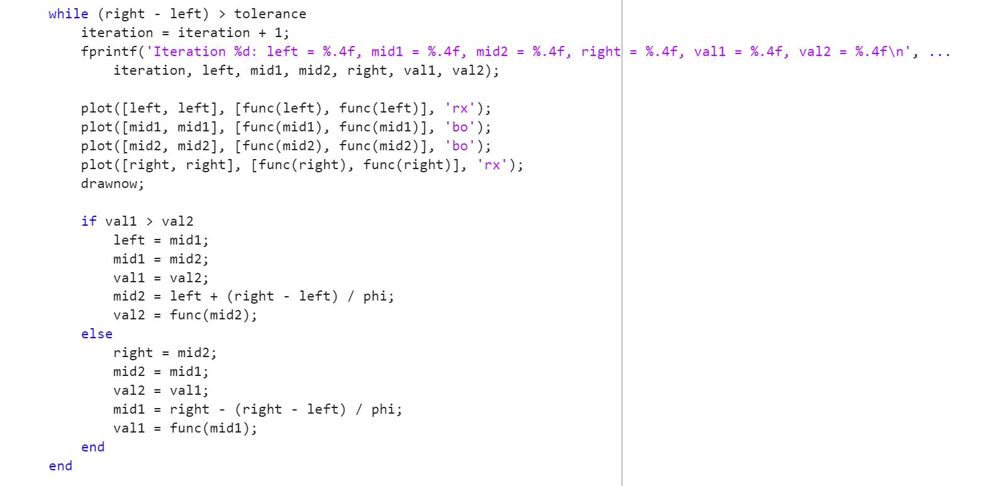 while (right - left) > tolerance
    iteration = iteration + 1;
    fprintf('Iteration %d: left = %.4f, mid1 = %.4f, mid2 = %.4f, right = %.4f, val1 = %.4f, val2 = %.4f\n', ...
        iteration, left, mid1, mid2, right, val1, val2);

    plot([left, left], [func(left), func(left)], 'rx');
    plot([mid1, mid1], [func(mid1), func(mid1)], 'bo');
    plot([mid2, mid2], [func(mid2), func(mid2)], 'bo');
    plot([right, right], [func(right), func(right)], 'rx');
    drawnow;

    if val1 > val2
        left = mid1;
        mid1 = mid2;
        val1 = val2;
        mid2 = left + (right - left) / phi;
        val2 = func(mid2);
    else
        right = mid2;
        mid2 = mid1;
        val2 = val1;
        mid1 = right - (right - left) / phi;
        val1 = func(mid1);
    end
end